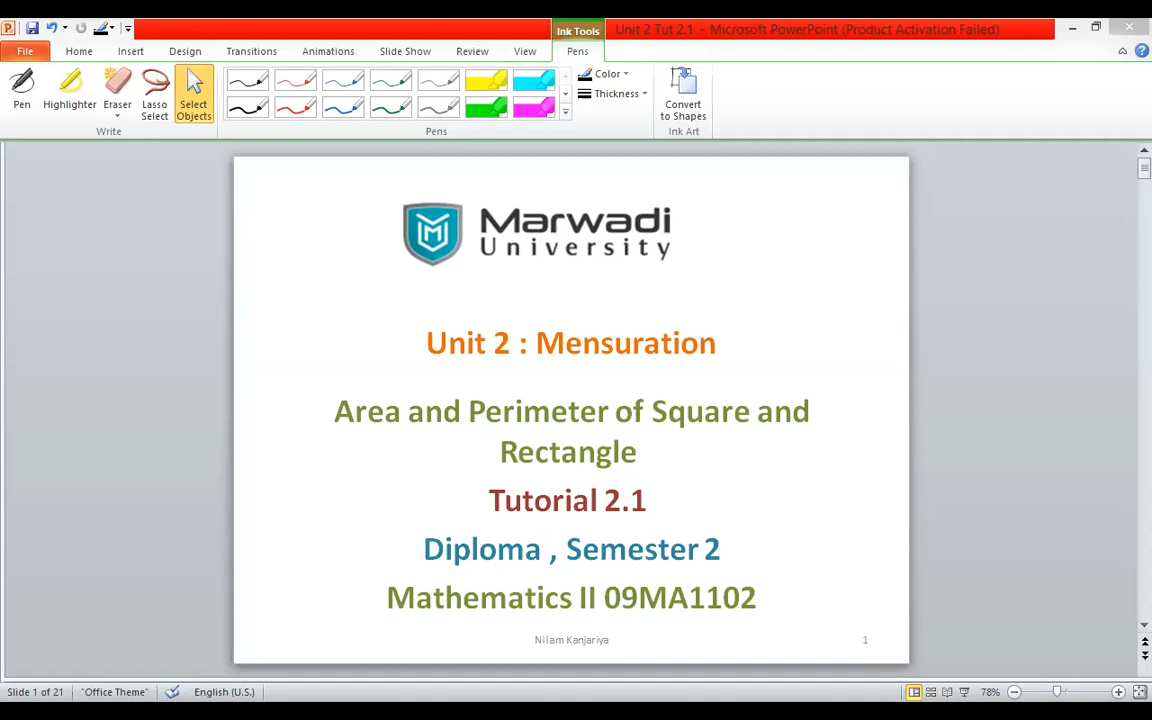 Ink Tools
Unit 2 Tut 2.1 - Microsoft PowerPoint (Product Activation Failed)
File Home Insert Design Transitions Animations Slide Show Review View Pens
Pen Highlighter Eraser Lasso Select Select Objects
Color
Thickness
Convert to Shapes
Write Pens Ink Art
Marwadi
University
Unit 2 : Mensuration
Area and Perimeter of Square and
Rectangle
Tutorial 2.1
Diploma , Semester 2
Mathematics II 09MA1102
Nilam Kanjariya 1
Slide 1 of 21 "Office Theme" English (U.S.) 78%